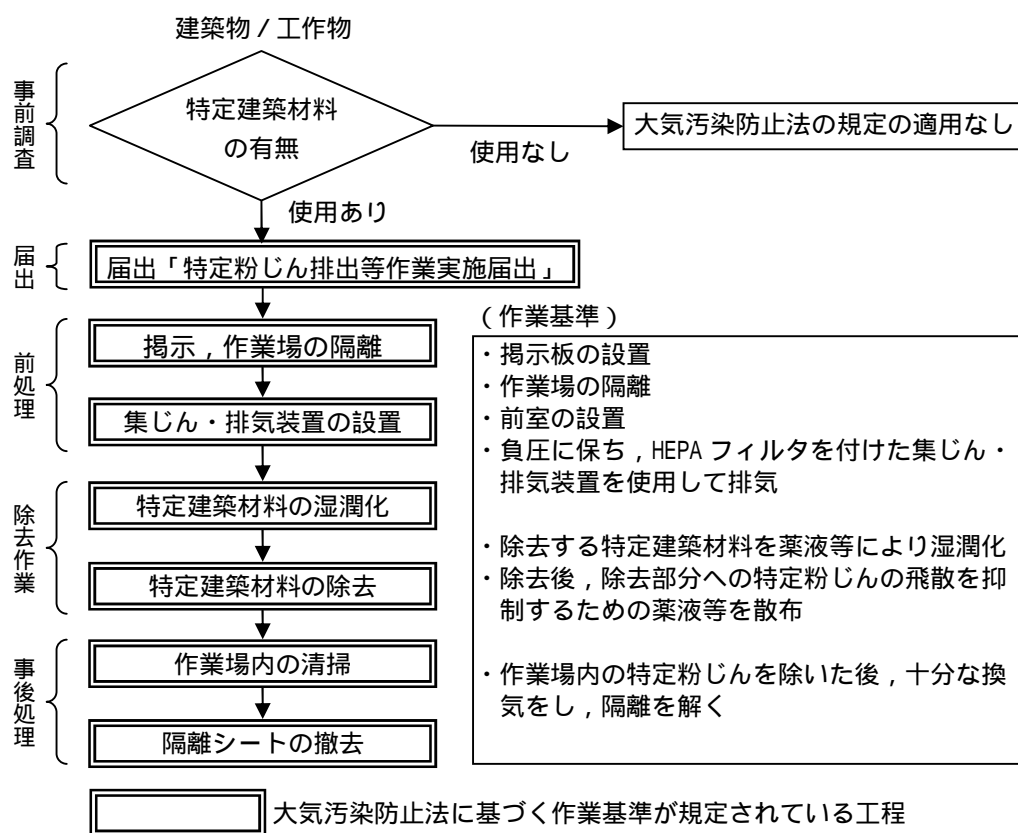 建築物 / 工作物
事前調査
特定建築材料
の有無
使用なし
大気汚染防止法の規定の適用なし
使用あり
届出
届出「特定粉じん排出等作業実施届出」
前処理
掲示，作業場の隔離
集じん・排気装置の設置
除去作業
特定建築材料の湿潤化
特定建築材料の除去
事後処理
作業場内の清掃
隔離シートの撤去
（作業基準）
・掲示板の設置
・作業場の隔離
・前室の設置
・負圧に保ち，HEPA フィルタを付けた集じん・
排気装置を使用して排気
・除去する特定建築材料を薬液等により湿潤化
・除去後，除去部分への特定粉じんの飛散を抑
制するための薬液等を散布
・作業場内の特定粉じんを除いた後，十分な換
気をし，隔離を解く
大気汚染防止法に基づく作業基準が規定されている工程